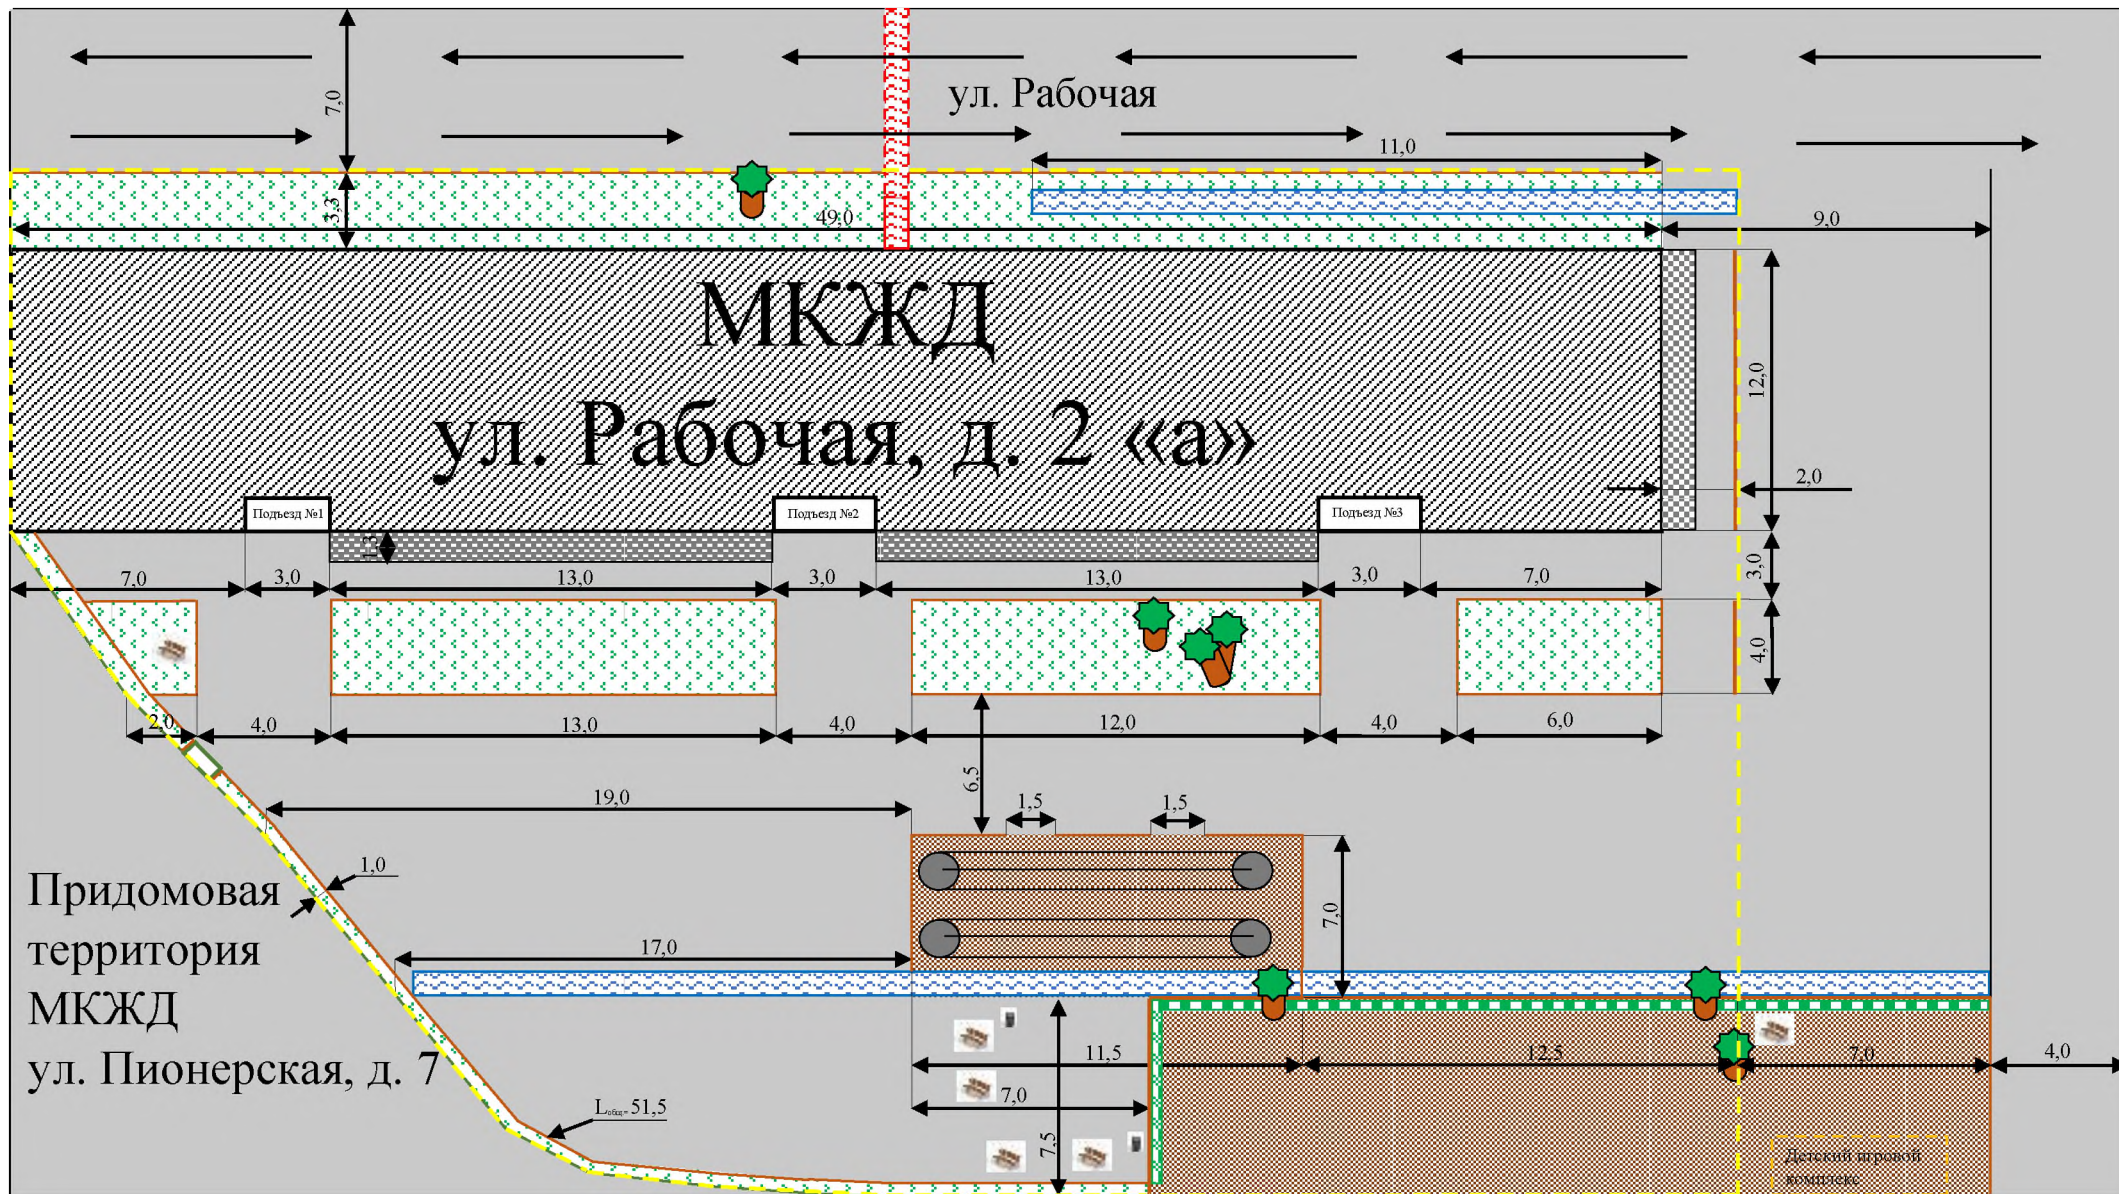 7,0
ул. Рабочая
11,0
3,3
49,0
9,0
МКЖД
ул. Рабочая, д. 2 «а»
12,0
2,0
Подъезд №1
Подъезд №2
Подъезд №3
1,3
3,0
7,0
3,0
13,0
3,0
13,0
3,0
7,0
4,0
2,0
4,0
13,0
4,0
12,0
4,0
6,0
6,5
19,0
1,5
1,5
1,0
7,0
17,0
Придомовая
территория
МКЖД
ул. Пионерская, д. 7
11,5
12,5
7,0
4,0
7,0
Lобщ.= 51,5
7,5
Детский игровой
комплекс